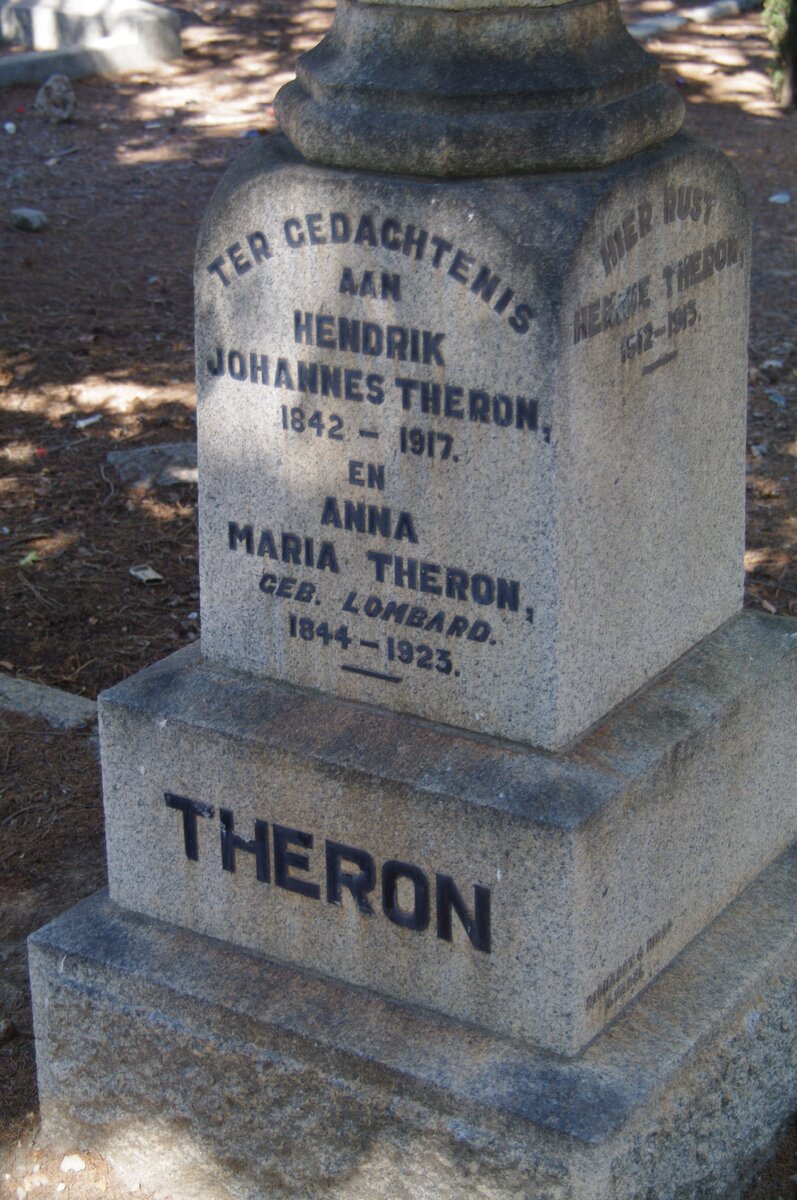 TER GEDACHTENIS
AAN
HENDRIK
JOHANNES THERON,
1842 – 1917.
EN
ANNA
MARIA THERON,
GEB. LOMBARD.
1844 – 1923.
THERON
HIER RUST
THERON,
1912 – 1913.